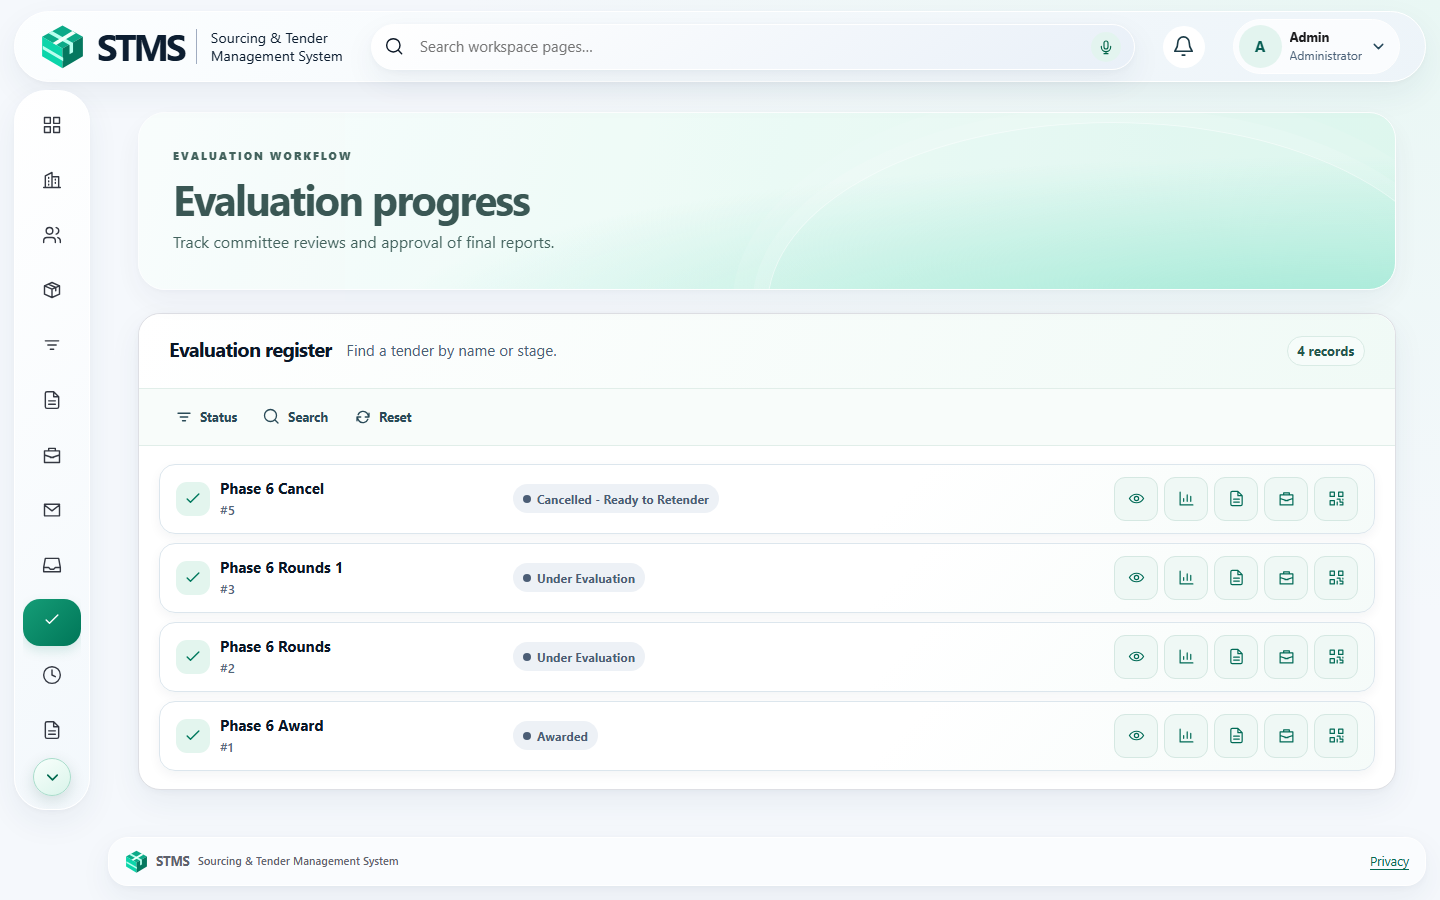 STMS
Sourcing & Tender
Management System
Search workspace pages...
A
Admin
Administrator
EVALUATION WORKFLOW
Evaluation progress
Track committee reviews and approval of final reports.
Evaluation register
Find a tender by name or stage.
4 records
Status
Search
Reset
Phase 6 Cancel
#5
Cancelled - Ready to Retender
Phase 6 Rounds 1
#3
Under Evaluation
Phase 6 Rounds
#2
Under Evaluation
Phase 6 Award
#1
Awarded
STMS
Sourcing & Tender Management System
Privacy